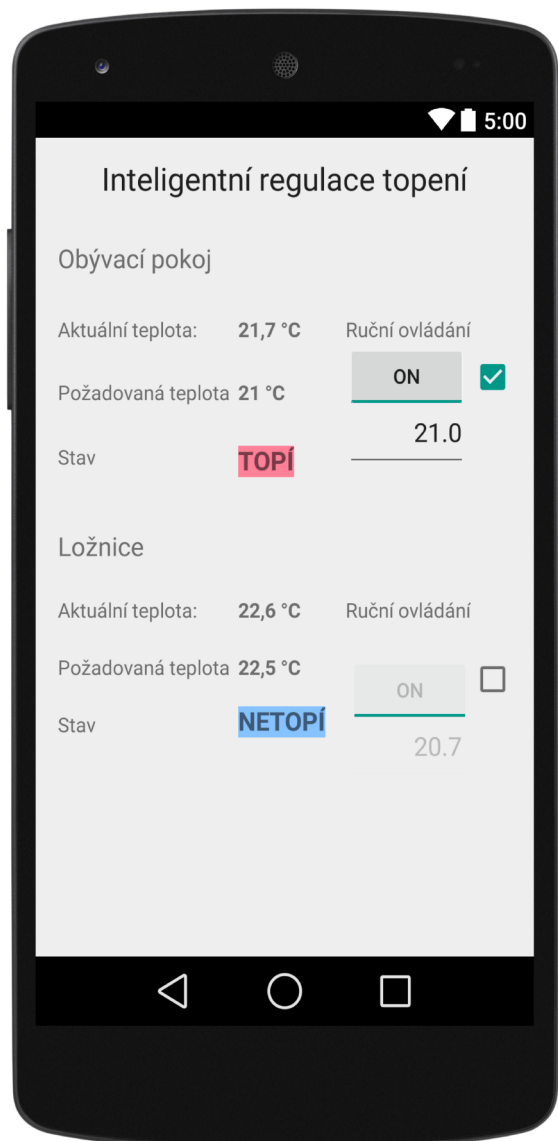 5:00
Inteligentní regulace topení
Obývací pokoj
Aktuální teplota: 21,7 °C Ruční ovládání
ON
Požadovaná teplota 21 °C
21.0
Stav TOPÍ
Ložnice
Aktuální teplota: 22,6 °C Ruční ovládání
Požadovaná teplota 22,5 °C
ON
Stav NETOPÍ
20.7